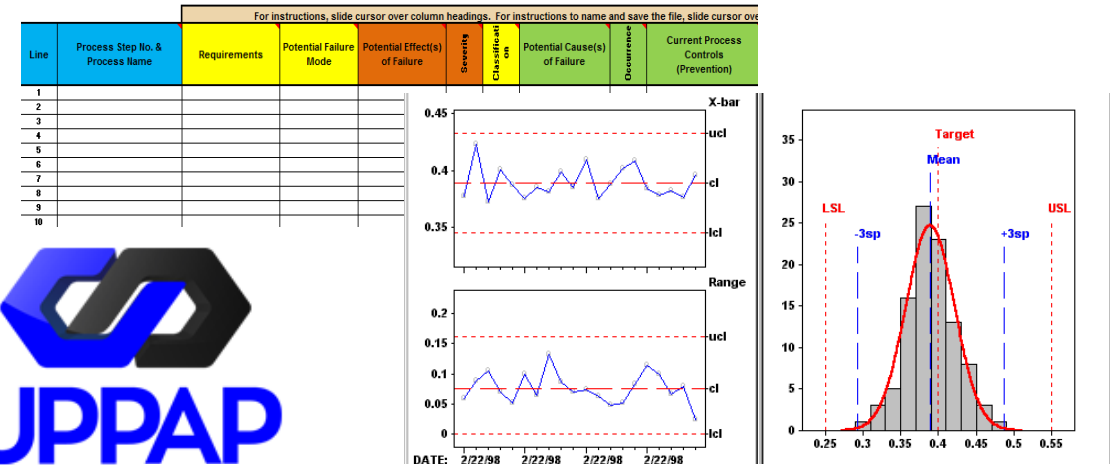 For instructions, slide cursor over column headings. For instructions to name and save the file, slide cursor ove
Line
Process Step No. &
Process Name
Requirements
Potential Failure
Mode
Potential Effect(s)
of Failure
Severity
Classificati
on
Potential Cause(s)
of Failure
Occurrence
Current Process
Controls
(Prevention)
1
2
3
4
5
6
7
8
9
10
X-bar
0.45
ucl
0.4
cl
0.35
lcl
Range
0.2
ucl
0.15
0.1
cl
0.05
0
lcl
DATE: 2/22/98 2/22/98 2/22/98 2/22/98
35
Target
Mean
30
25
LSL
USL
-3sp
+3sp
20
15
10
5
0
0.25 0.3 0.35 0.4 0.45 0.5 0.55
JPPAP